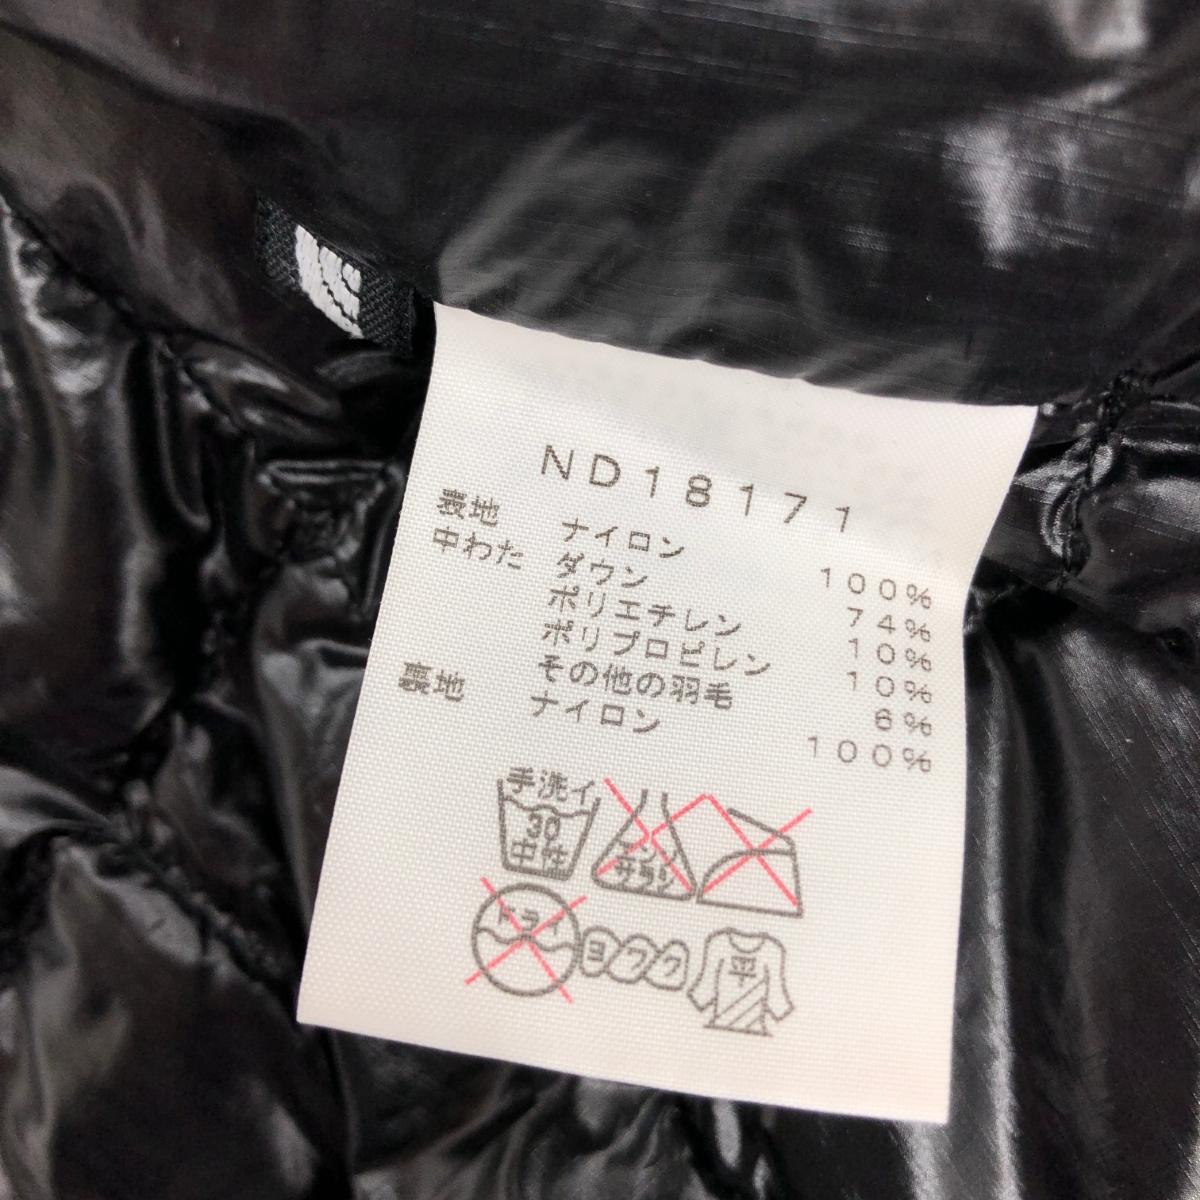 ND18171
表地 ナイロン 100%
中わた ダウン 74%
ポリエチレン 10%
ポリプロピレン 10%
その他の羽毛 6%
裏地 ナイロン 100%
手洗イ
30
中性
エンソ
サラシ
ドライ
ヨワク
平